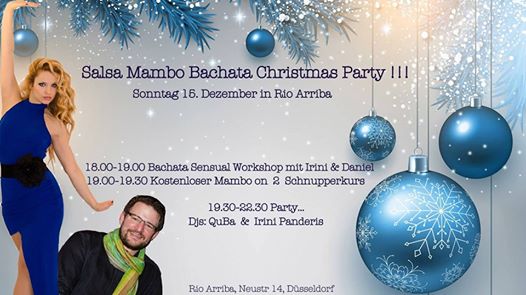 Salsa Mambo Bachata Christmas Party !!!
Sonntag 15. Dezember in Rio Arriba
18.00-19.00 Bachata Sensual Workshop mit Irini & Daniel
19.00-19.30 Kostenloser Mambo on 2 Schnupperkurs
19.30-22.30 Party...
Djs: QuBa & Irini Panderis
Rio Arriba, Neustr 14, Düsseldorf